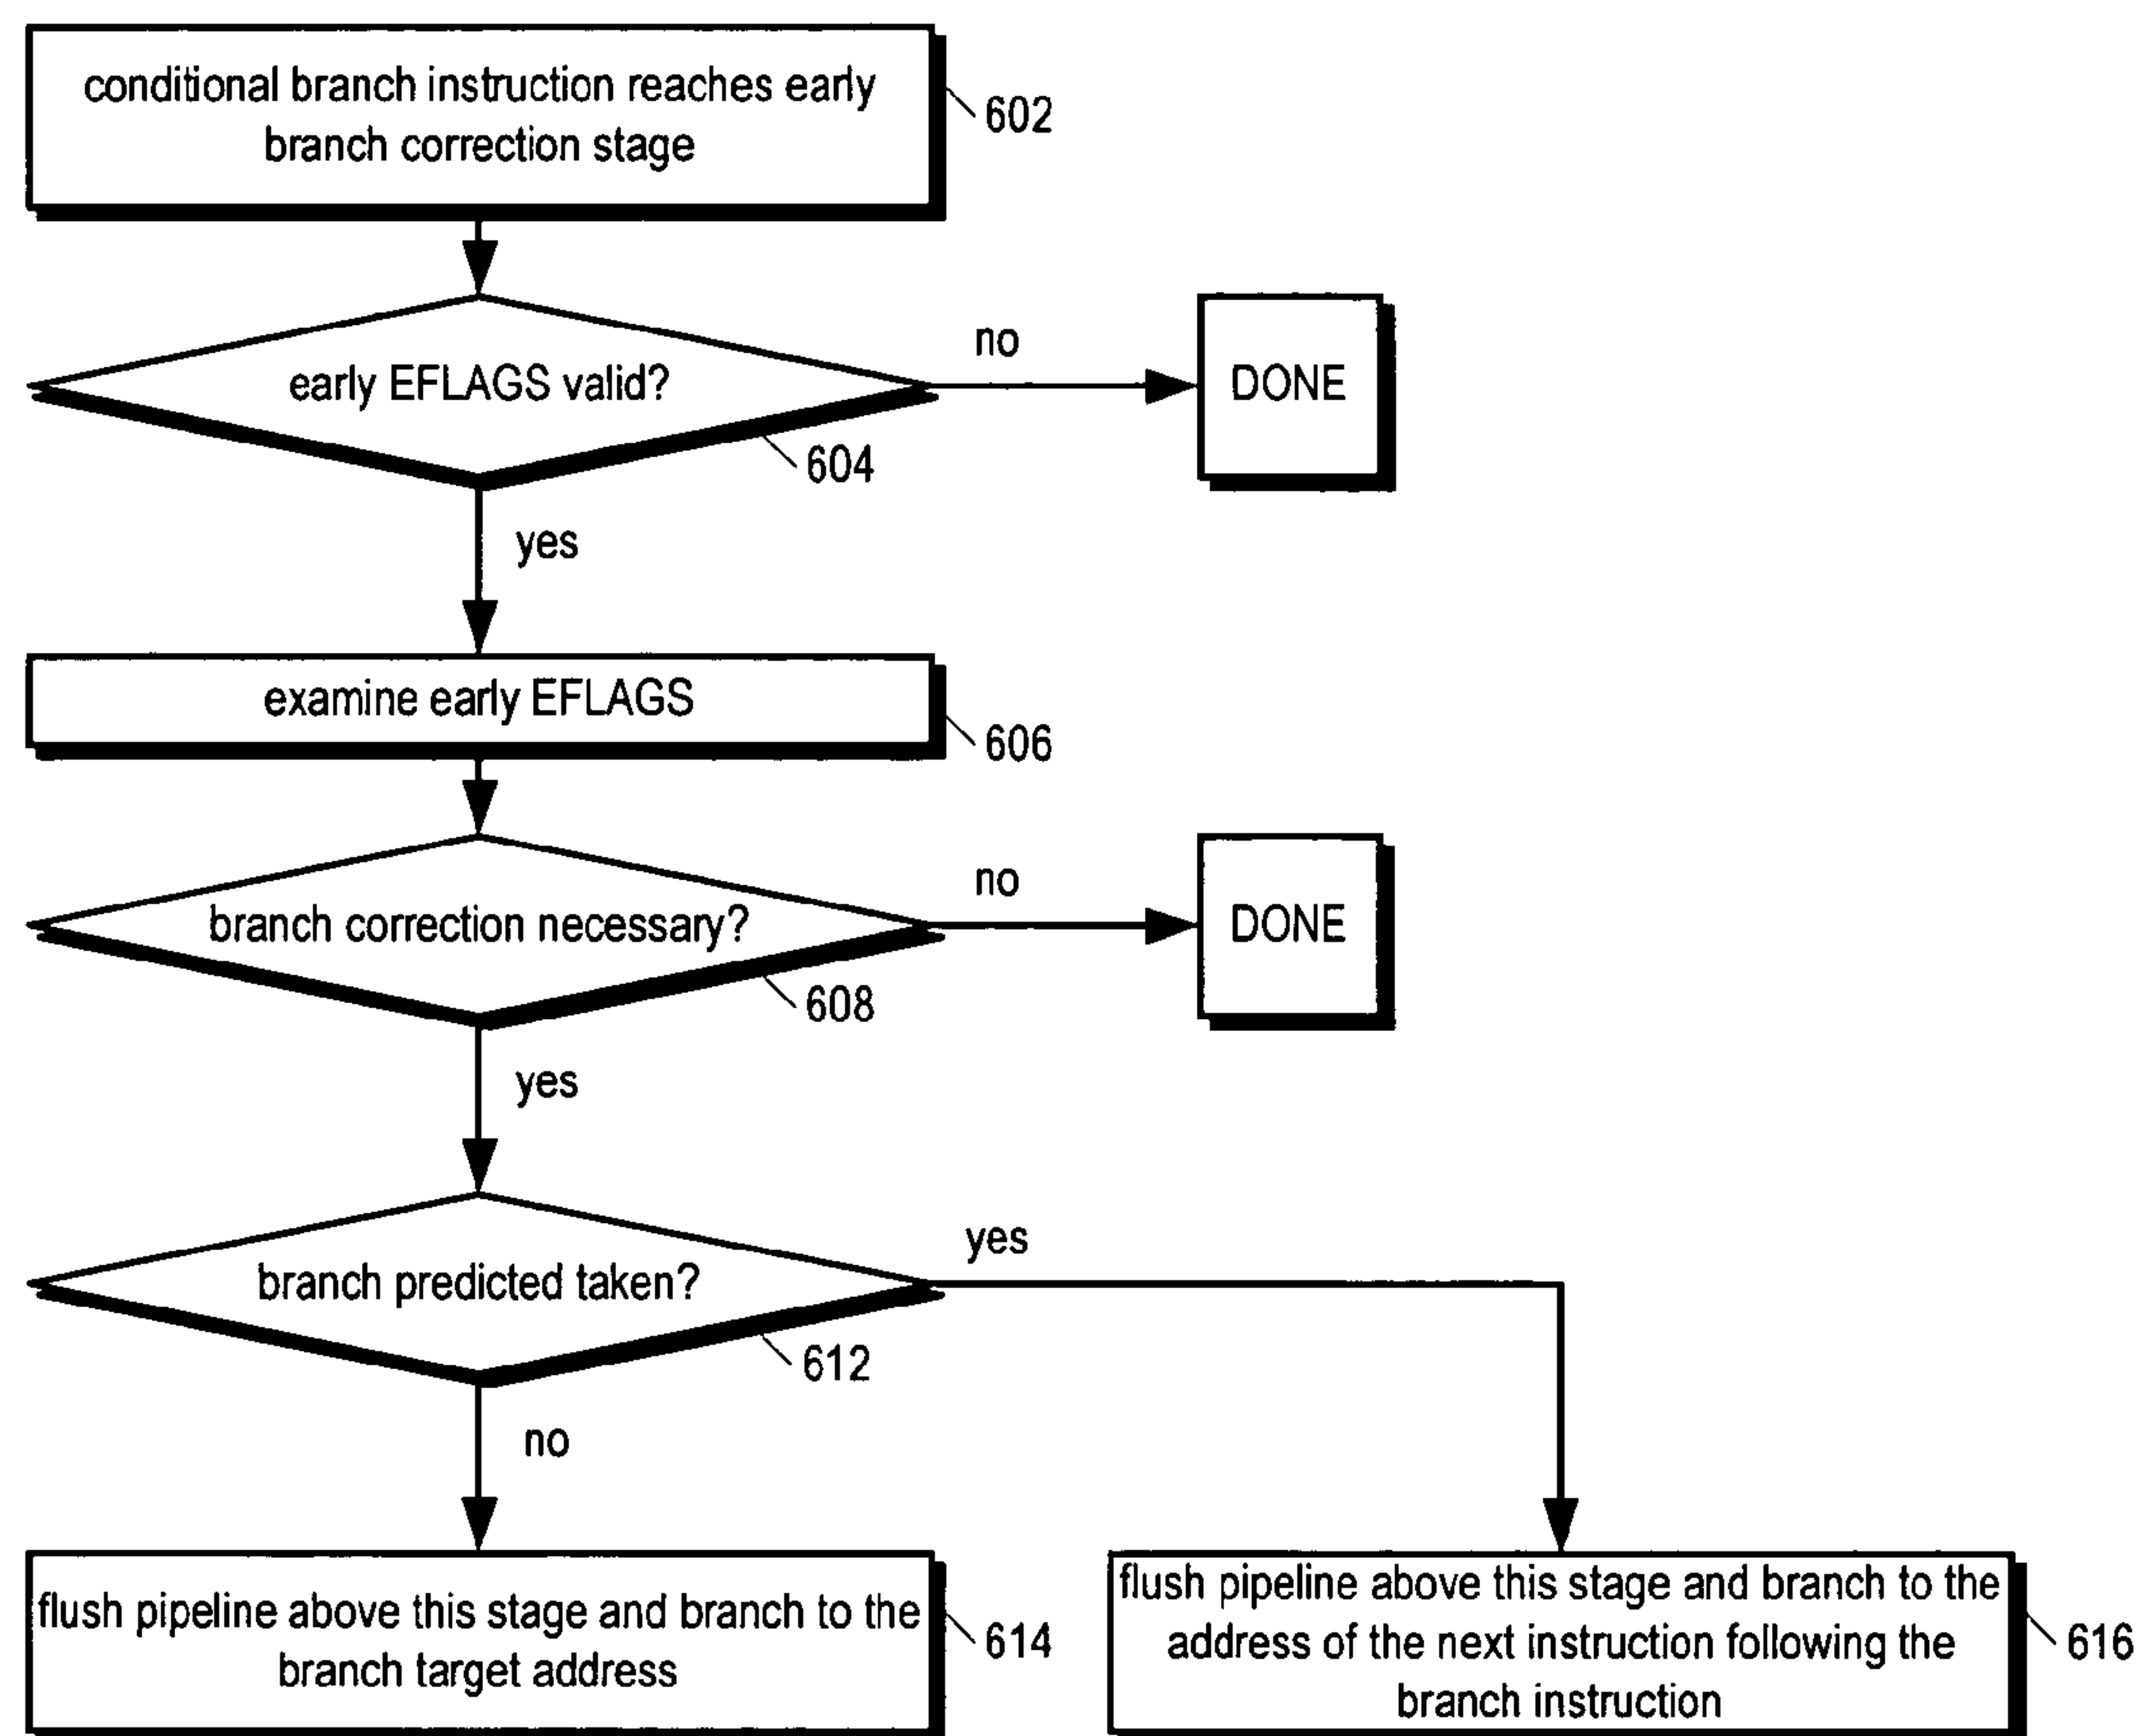 conditional branch instruction reaches early
branch correction stage
602
early EFLAGS valid?
no
DONE
604
yes
examine early EFLAGS
606
branch correction necessary?
no
DONE
608
yes
branch predicted taken?
yes
612
no
flush pipeline above this stage and branch to the
branch target address
614
flush pipeline above this stage and branch to the
address of the next instruction following the
branch instruction
616